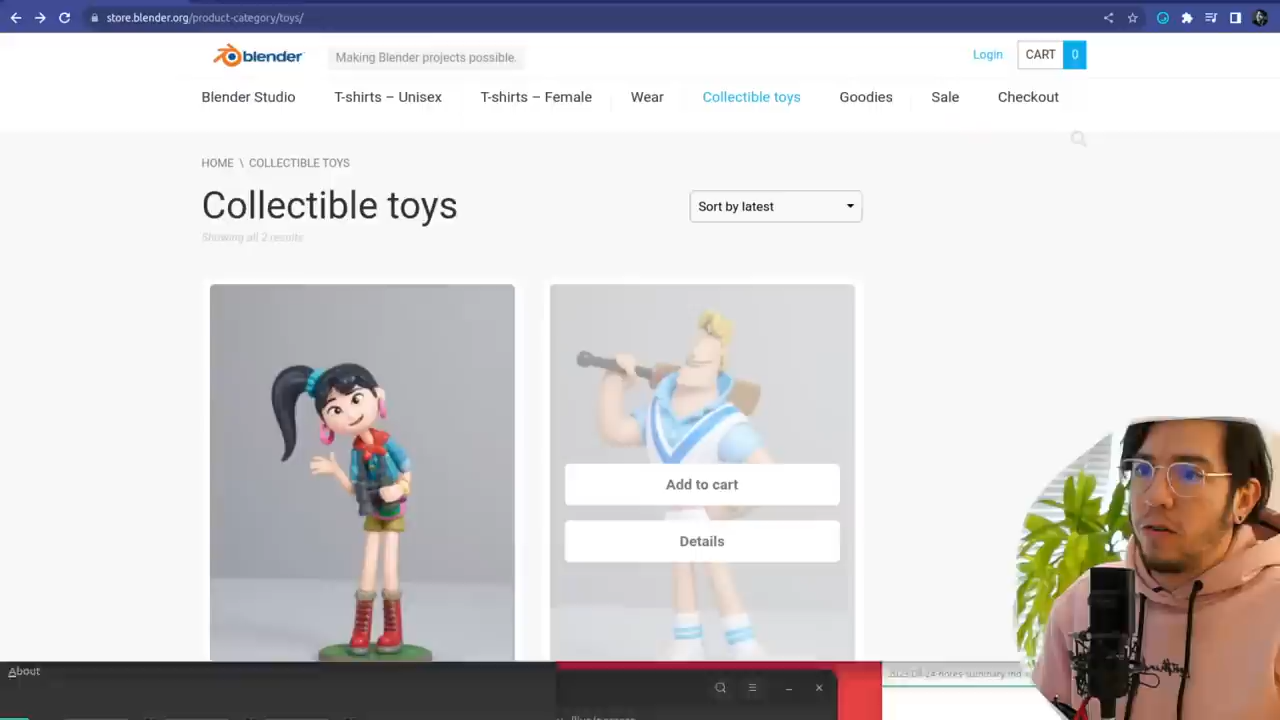 store.blender.org/product-category/toys/
blender
Making Blender projects possible.
Login
CART 0
Blender Studio
T-shirts – Unisex
T-shirts – Female
Wear
Collectible toys
Goodies
Sale
Checkout
HOME \ COLLECTIBLE TOYS
Collectible toys
Sort by latest
Showing all 2 results
Add to cart
Details
About